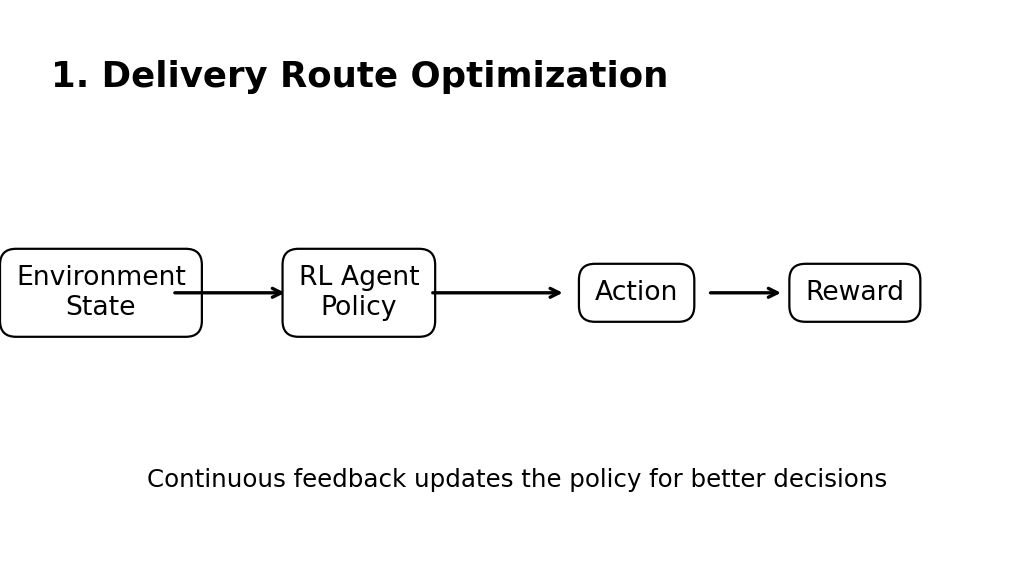 1. Delivery Route Optimization
Environment
State
RL Agent
Policy
Action
Reward
Continuous feedback updates the policy for better decisions